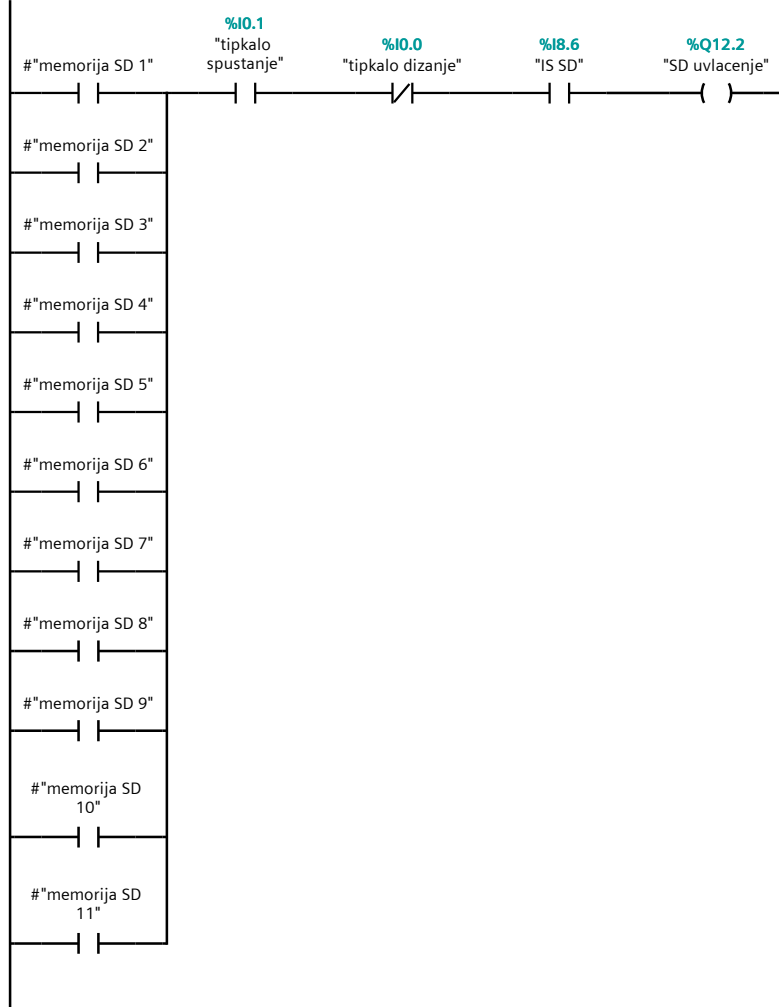 %I0.1
"tipkalo
spustanje"
%I0.0
"tipkalo dizanje"
%I8.6
"IS SD"
%Q12.2
"SD uvlacenje"
#"memorija SD 1"
#"memorija SD 2"
#"memorija SD 3"
#"memorija SD 4"
#"memorija SD 5"
#"memorija SD 6"
#"memorija SD 7"
#"memorija SD 8"
#"memorija SD 9"
#"memorija SD
10"
#"memorija SD
11"